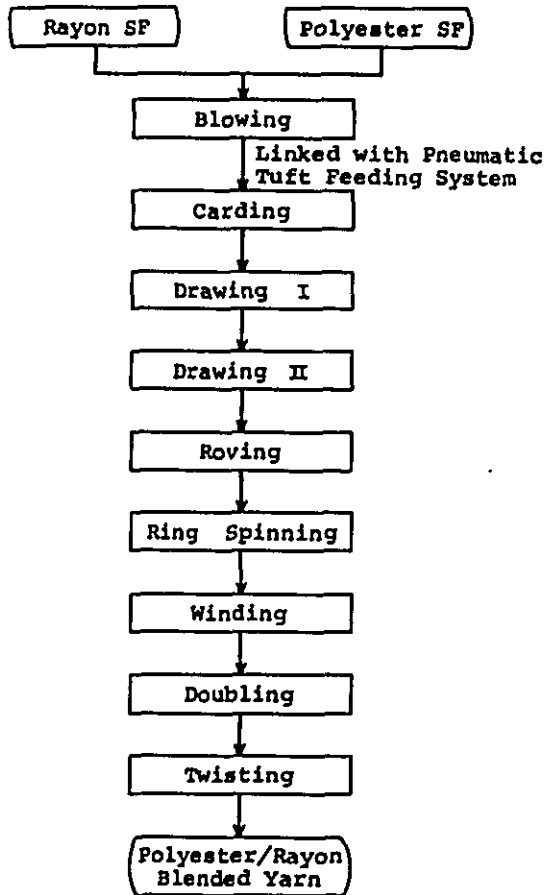 Rayon SF
Polyester SF
Blowing
Linked with Pneumatic
Tuft Feeding System
Carding
Drawing I
Drawing II
Roving
Ring Spinning
Winding
Doubling
Twisting
Polyester/Rayon
Blended Yarn